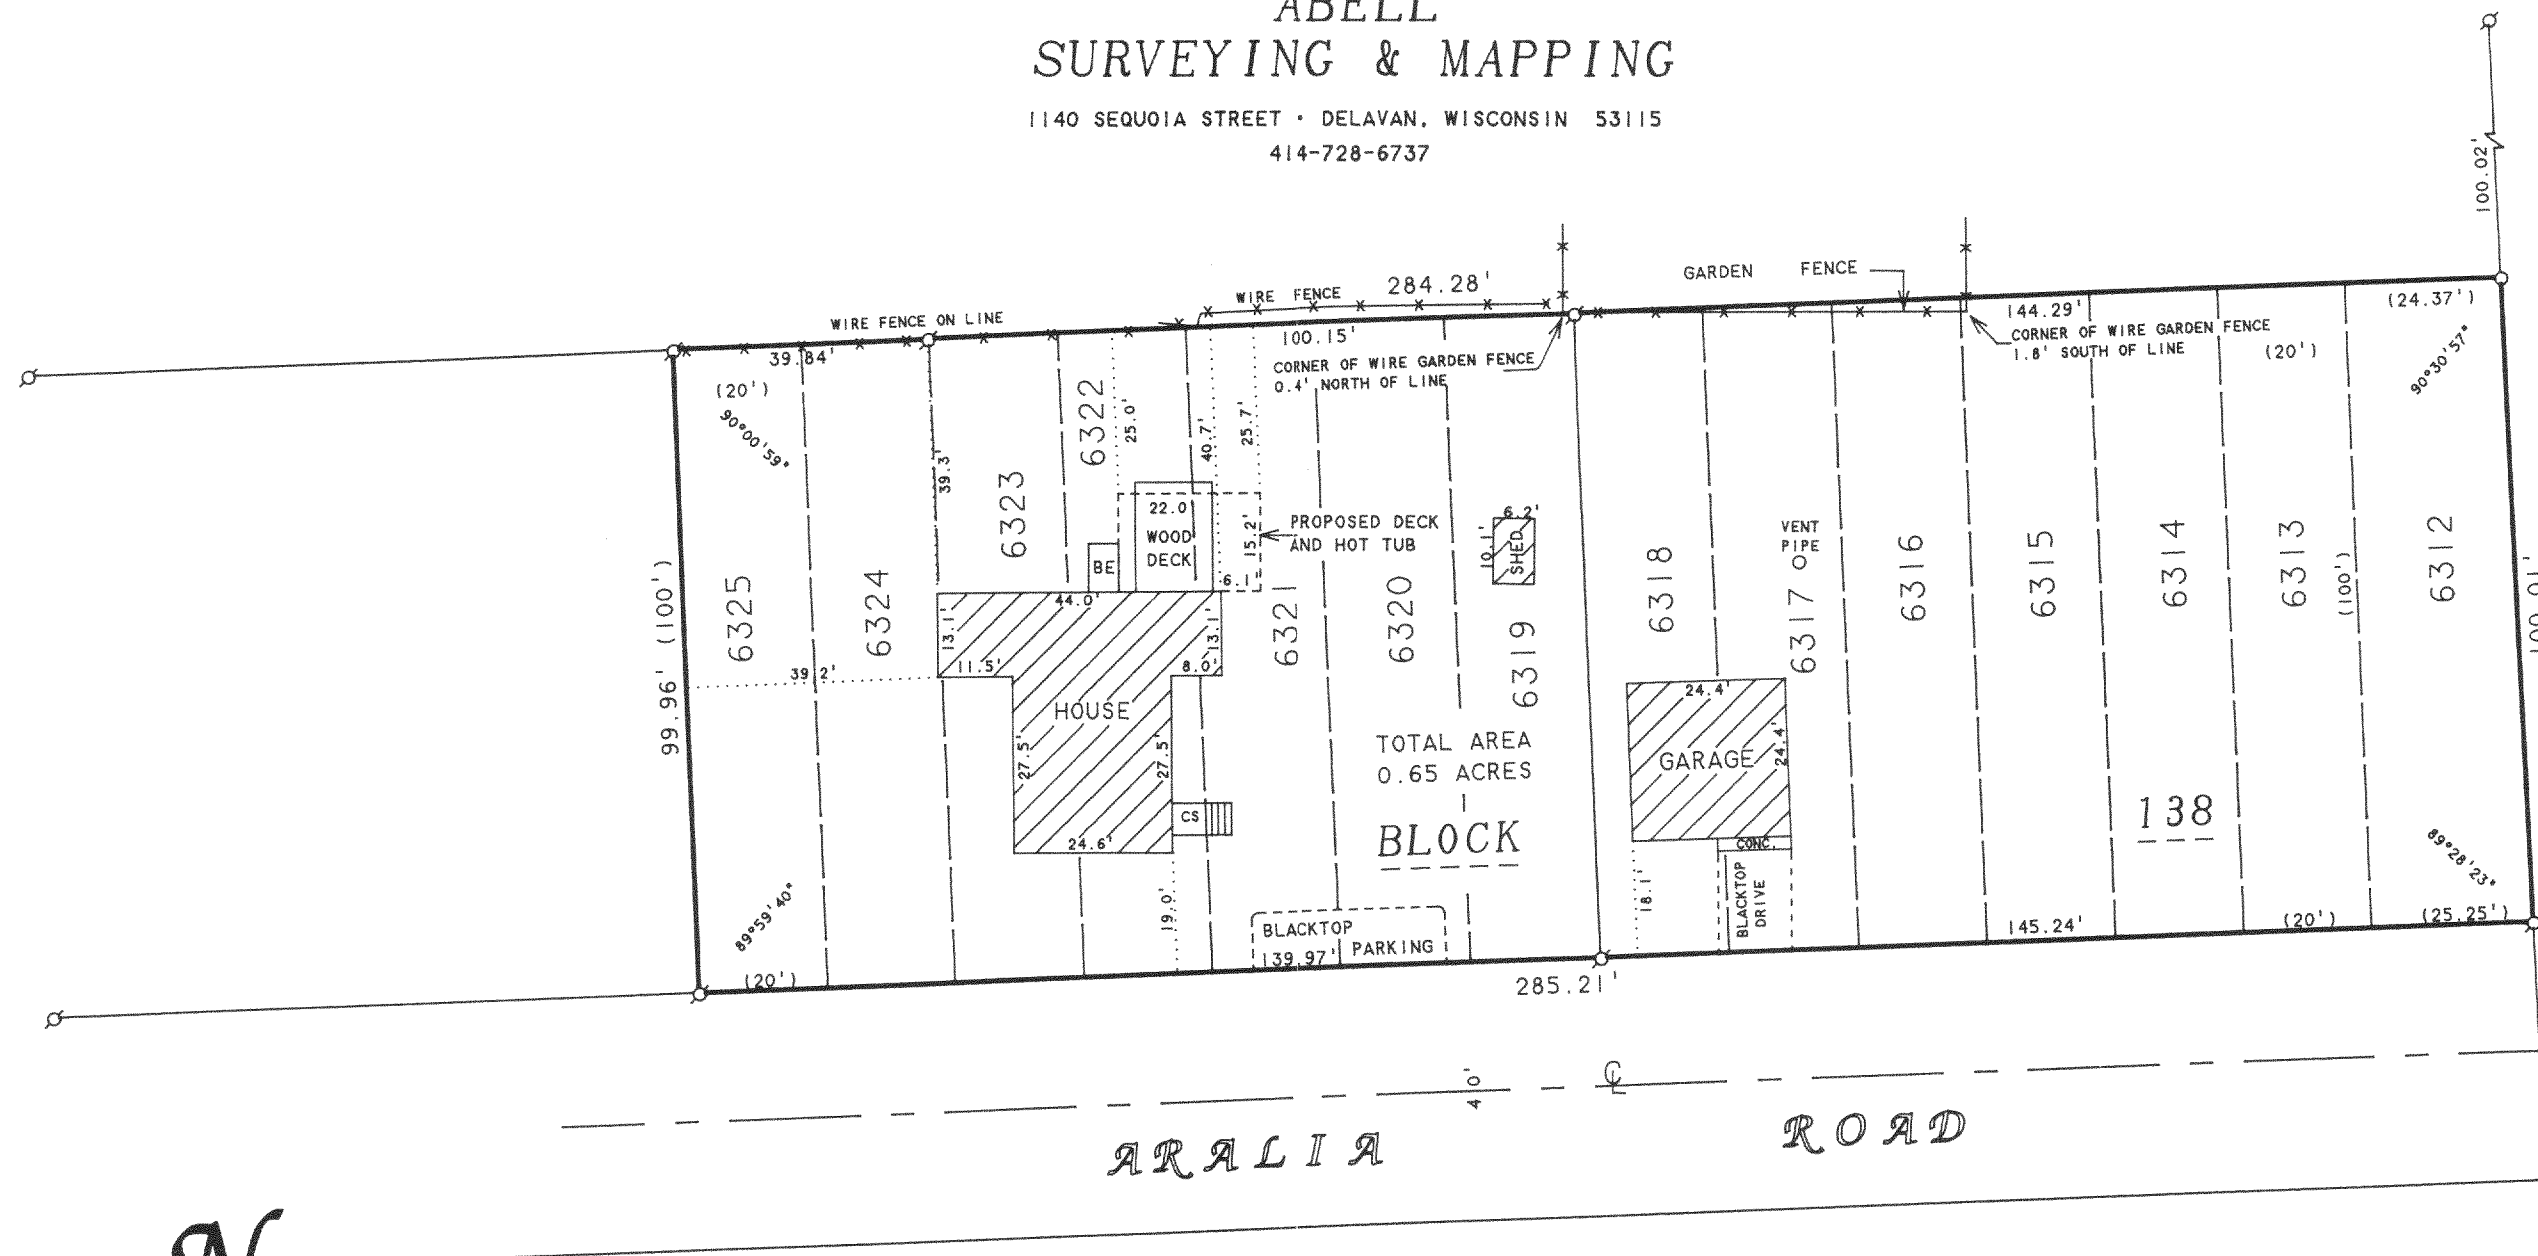 ABELL
SURVEYING & MAPPING
1140 SEQUOIA STREET • DELAVAN, WISCONSIN 53115
414-728-6737
100.02'
GARDEN FENCE
284.28'
WIRE FENCE
WIRE FENCE ON LINE
39.84'
100.15'
144.29'
(24.37')
CORNER OF WIRE GARDEN FENCE
0.4' NORTH OF LINE
CORNER OF WIRE GARDEN FENCE
1.8' SOUTH OF LINE
(20')
(20')
90°00'59"
90°30'57"
39.3'
25.0'
40.7'
25.7'
6325
6324
6323
6322
6321
6320
6319
6318
6317
6316
6315
6314
6313
6312
22.0
WOOD
DECK
BE
15.2'
6.1'
PROPOSED DECK
AND HOT TUB
6.2'
10.1'
SHED
VENT
PIPE
(100')
99.96' (100')
100.01'
44.0'
13.1'
13.1'
11.5'
8.0'
39.2'
HOUSE
27.5'
27.5'
24.6'
CS
24.4'
24.4'
GARAGE
TOTAL AREA
0.65 ACRES
BLOCK
138
CONC.
BLACKTOP
DRIVE
18.1'
19.0'
89°59'40"
89°28'23"
BLACKTOP
PARKING
139.97'
(20')
145.24'
(20')
(25.25')
285.21'
40'
ARALIA ROAD
N